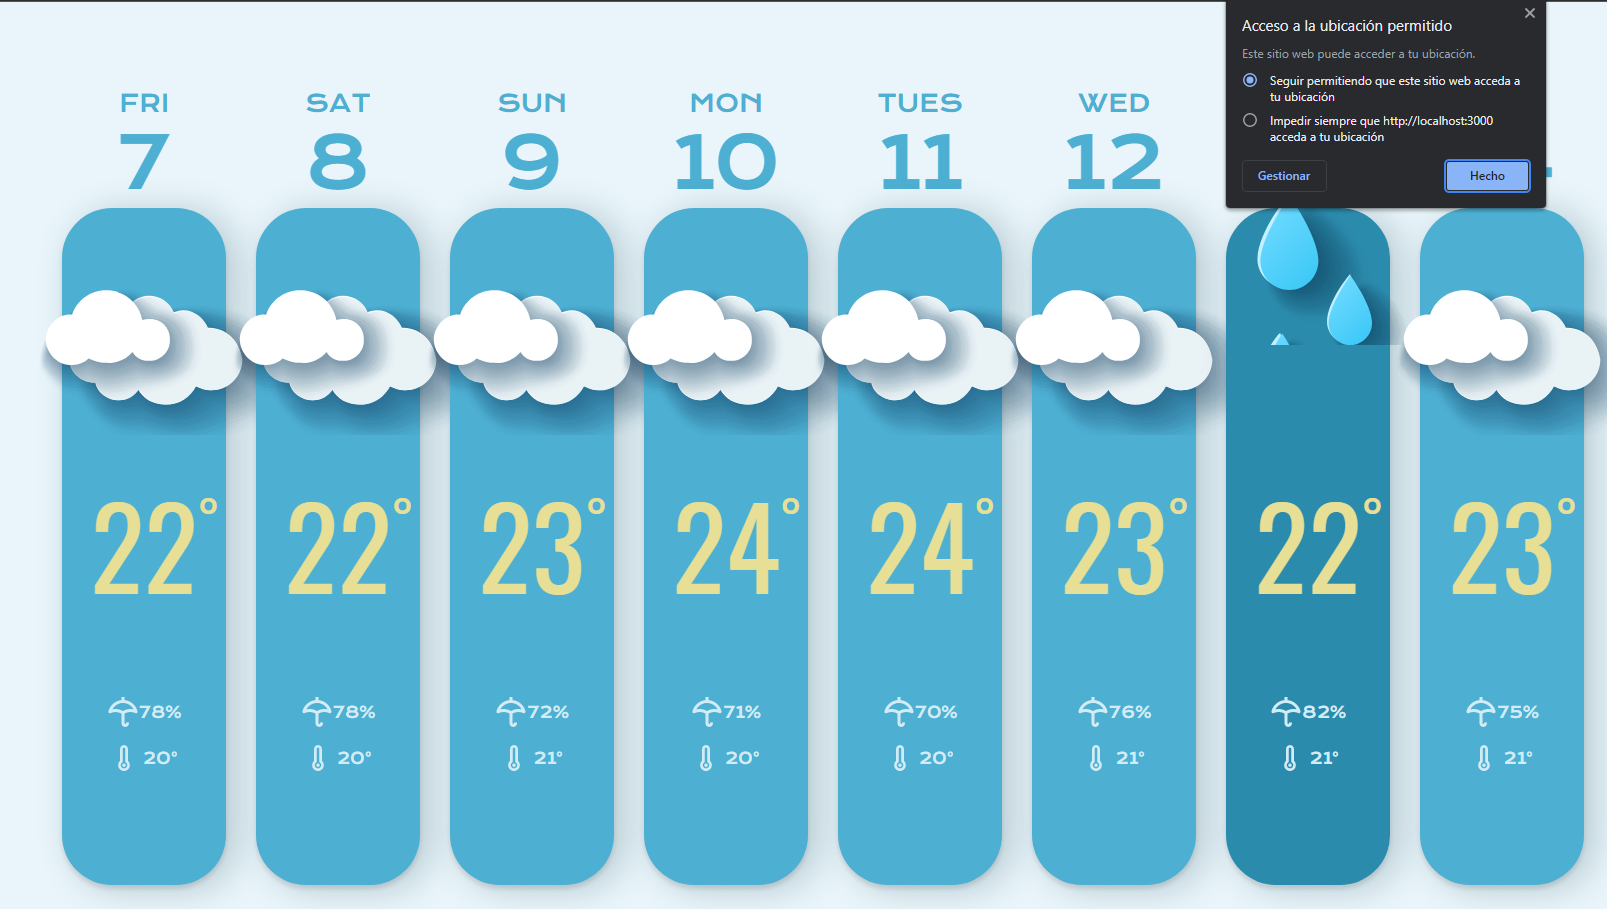 Acceso a la ubicación permitido
Este sitio web puede acceder a tu ubicación.
Seguir permitiendo que este sitio web acceda a
tu ubicación
Impedir siempre que http://localhost:3000
acceda a tu ubicación
Gestionar
Hecho
FRI
7
22°
78%
20°
SAT
8
22°
78%
20°
SUN
9
23°
72%
21°
MON
10
24°
71%
20°
TUES
11
24°
70%
20°
WED
12
23°
76%
21°
22°
82%
21°
23°
75%
21°